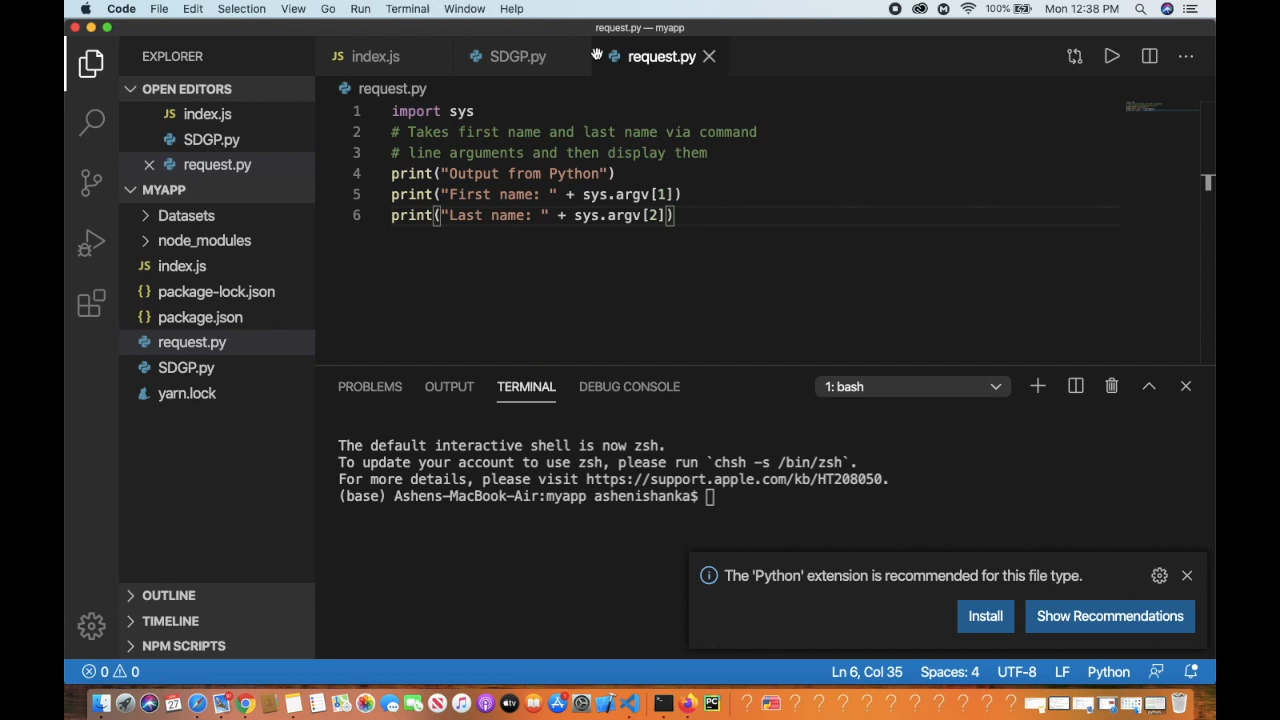 Code File Edit Selection View Go Run Terminal Window Help 100% Mon 12:38 PM
request.py — myapp
EXPLORER JS index.js SDGP.py request.py
OPEN EDITORS
JS index.js
SDGP.py
request.py
MYAPP
Datasets
node_modules
JS index.js
{} package-lock.json
{} package.json
request.py
SDGP.py
yarn.lock
OUTLINE
TIMELINE
NPM SCRIPTS
request.py
1 import sys
2 # Takes first name and last name via command
3 # line arguments and then display them
4 print("Output from Python")
5 print("First name: " + sys.argv[1])
6 print("Last name: " + sys.argv[2])
PROBLEMS OUTPUT TERMINAL DEBUG CONSOLE 1: bash
The default interactive shell is now zsh.
To update your account to use zsh, please run `chsh -s /bin/zsh`.
For more details, please visit https://support.apple.com/kb/HT208050.
(base) Ashens-MacBook-Air:myapp ashenishanka$
The 'Python' extension is recommended for this file type.
Install Show Recommendations
0 0 Ln 6, Col 35 Spaces: 4 UTF-8 LF Python